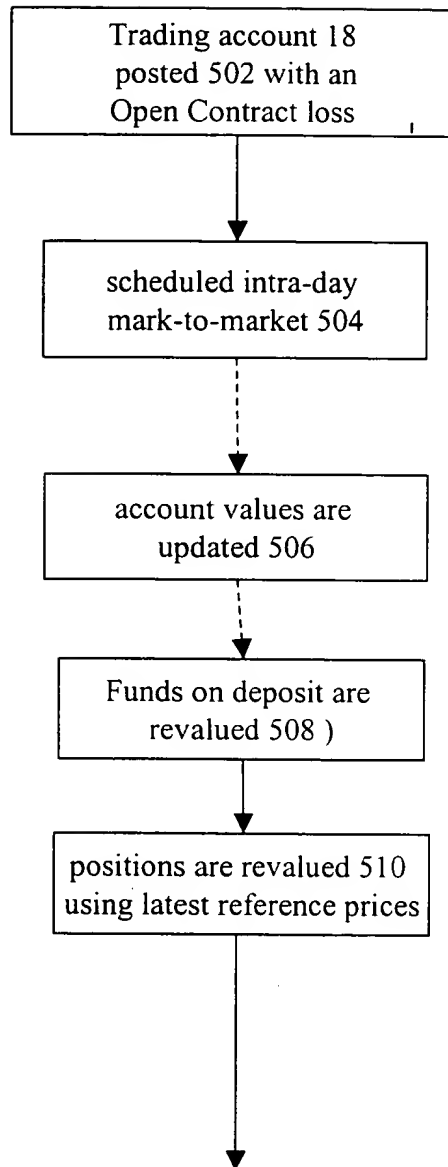 Trading account 18
posted 502 with an
Open Contract loss
scheduled intra-day
mark-to-market 504
account values are
updated 506
Funds on deposit are
revalued 508 )
positions are revalued 510
using latest reference prices